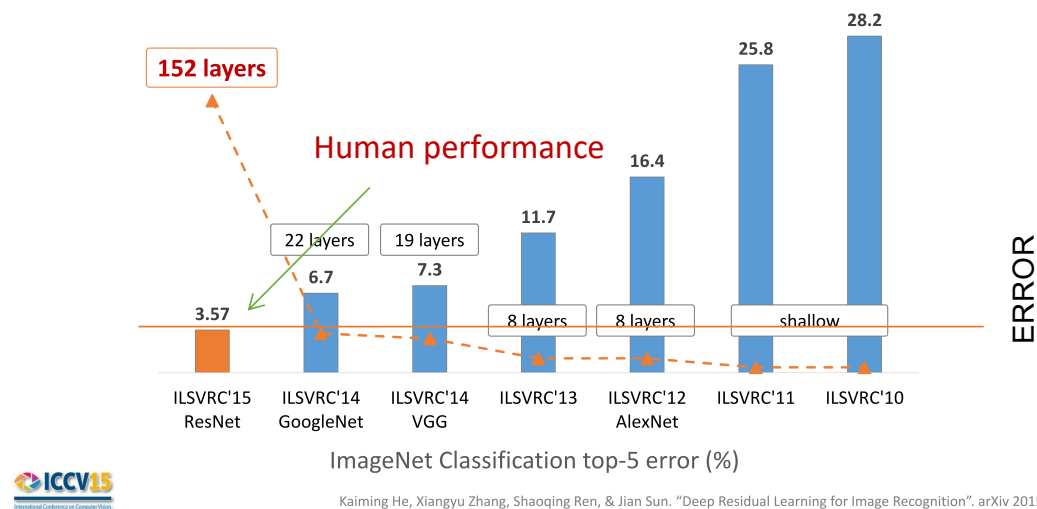 28.2
25.8
152 layers
Human performance
16.4
11.7
22 layers
19 layers
6.7
7.3
3.57
8 layers
8 layers
shallow
ERROR
ILSVRC'15
ResNet
ILSVRC'14
GoogleNet
ILSVRC'14
VGG
ILSVRC'13
ILSVRC'12
AlexNet
ILSVRC'11
ILSVRC'10
ImageNet Classification top-5 error (%)
ICCV15
International Conference on Computer Vision
Kaiming He, Xiangyu Zhang, Shaoqing Ren, & Jian Sun. “Deep Residual Learning for Image Recognition”. arXiv 201